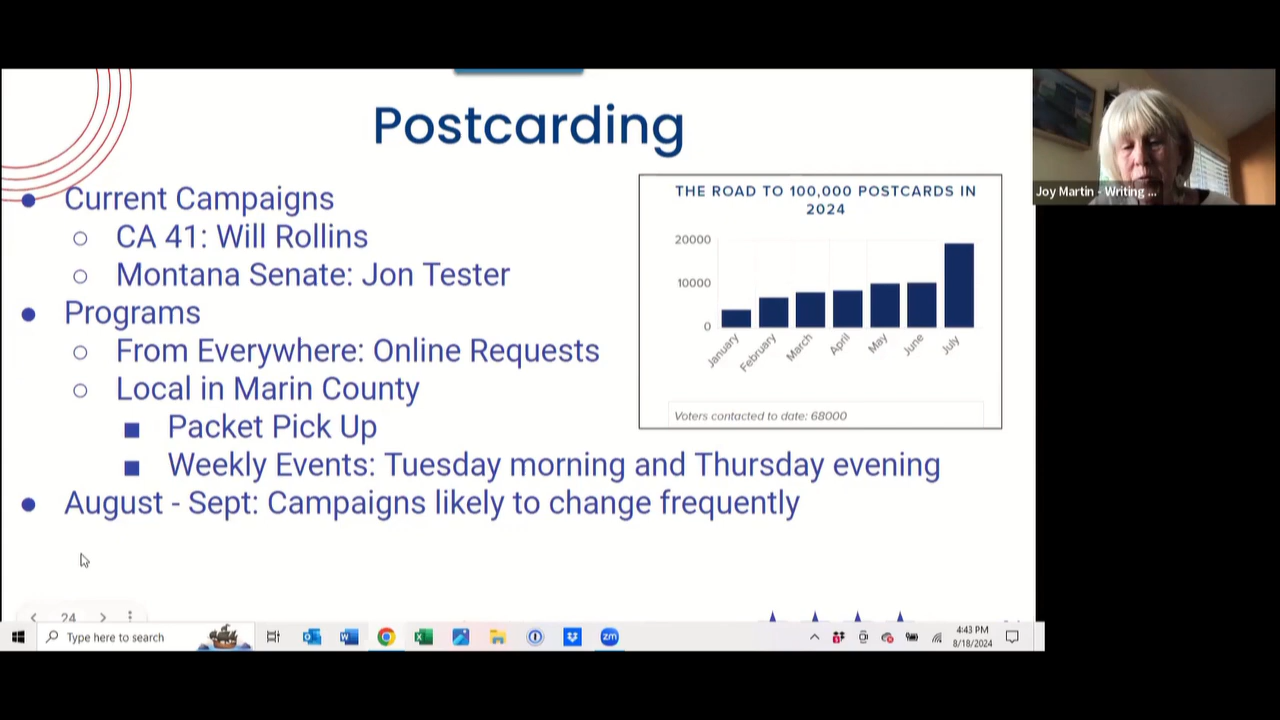 Postcarding
Current Campaigns
CA 41: Will Rollins
Montana Senate: Jon Tester
Programs
From Everywhere: Online Requests
Local in Marin County
Packet Pick Up
Weekly Events: Tuesday morning and Thursday evening
August - Sept: Campaigns likely to change frequently
THE ROAD TO 100,000 POSTCARDS IN
2024
20000
10000
0
January
February
March
April
May
June
July
Voters contacted to date: 68000
Joy Martin - Writing ...
24
Type here to search
zm
4:43 PM
8/18/2024